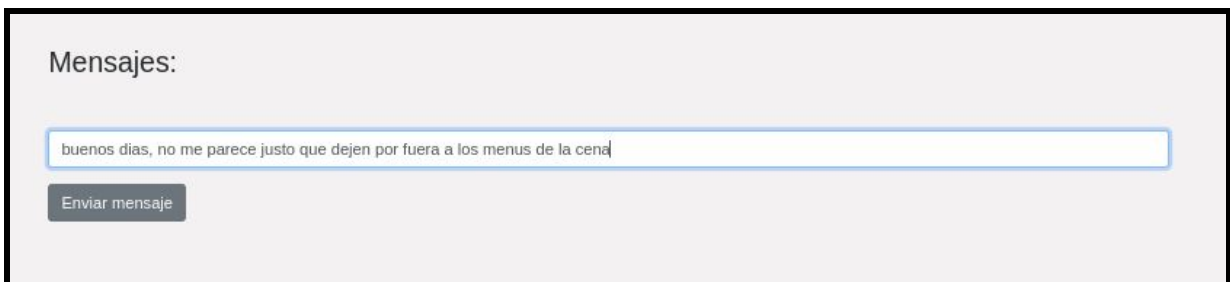 Mensajes:
buenos dias, no me parece justo que dejen por fuera a los menus de la cena
Enviar mensaje